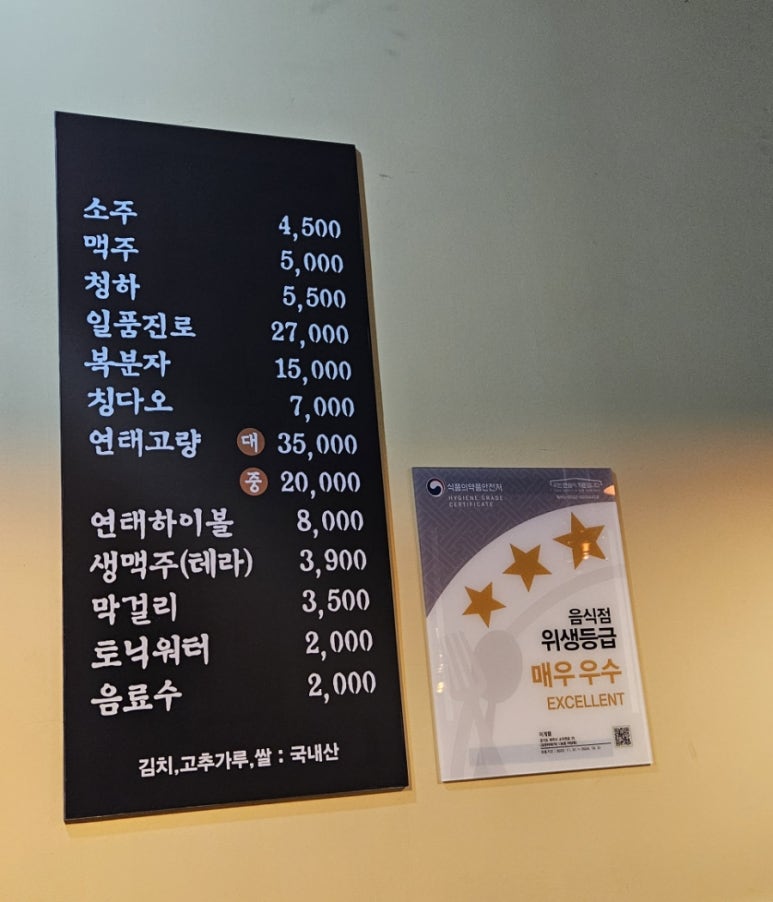 소주 4,500
맥주 5,000
청하 5,500
일품진로 27,000
복분자 15,000
칭다오 7,000
연태고량 대 35,000
중 20,000
연태하이볼 8,000
생맥주(테라) 3,900
막걸리 3,500
토닉워터 2,000
음료수 2,000
김치,고추가루,쌀 : 국내산
식품의약품안전처
HYGIENE GRADE
CERTIFICATE
음식점
위생등급
매우 우수
EXCELLENT